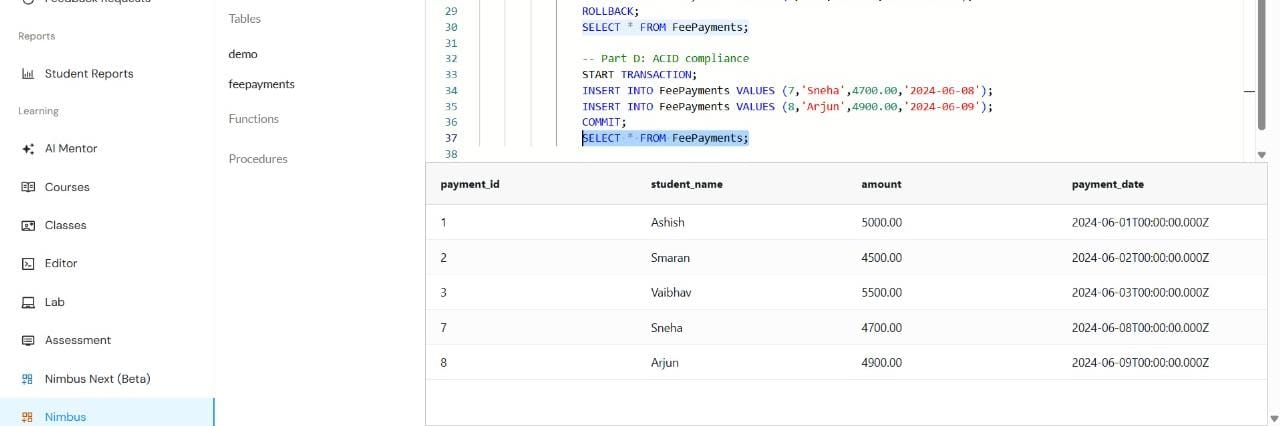 Feedback Requests
Reports
Student Reports
Learning
AI Mentor
Courses
Classes
Editor
Lab
Assessment
Nimbus Next (Beta)
Nimbus
Tables
demo
feepayments
Functions
Procedures
29 ROLLBACK;
30 SELECT * FROM FeePayments;
31
32 -- Part D: ACID compliance
33 START TRANSACTION;
34 INSERT INTO FeePayments VALUES (7,'Sneha',4700.00,'2024-06-08');
35 INSERT INTO FeePayments VALUES (8,'Arjun',4900.00,'2024-06-09');
36 COMMIT;
37 SELECT * FROM FeePayments;
38
payment_id student_name amount payment_date
1 Ashish 5000.00 2024-06-01T00:00:00.000Z
2 Smaran 4500.00 2024-06-02T00:00:00.000Z
3 Vaibhav 5500.00 2024-06-03T00:00:00.000Z
7 Sneha 4700.00 2024-06-08T00:00:00.000Z
8 Arjun 4900.00 2024-06-09T00:00:00.000Z